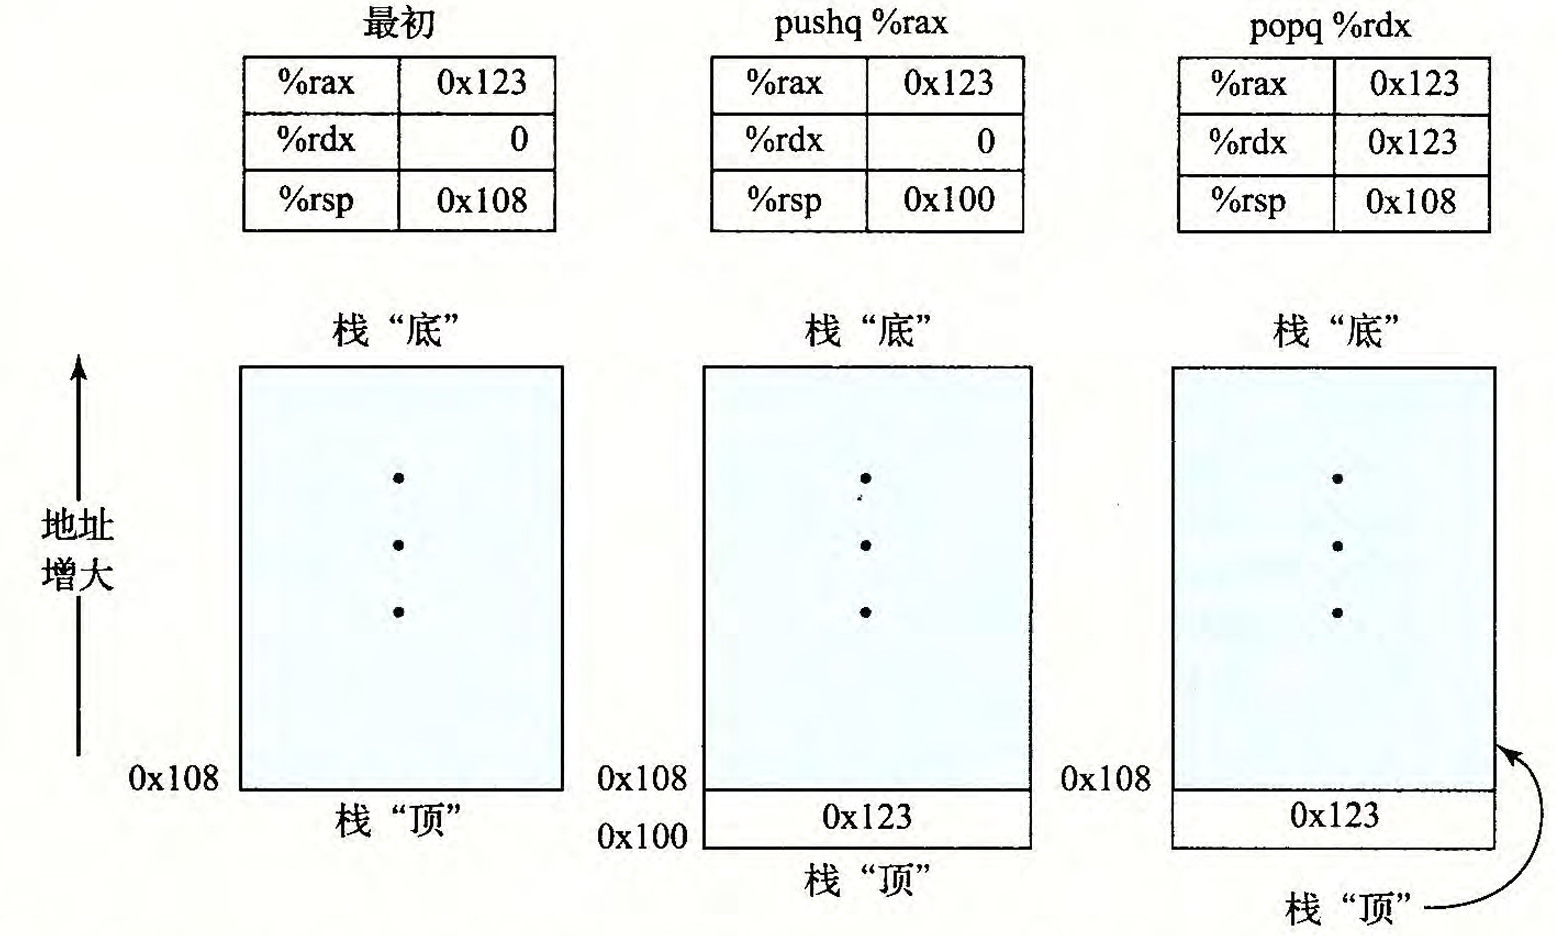 最初
pushq %rax
popq %rdx
%rax 0x123
%rdx 0
%rsp 0x108
%rax 0x123
%rdx 0
%rsp 0x100
%rax 0x123
%rdx 0x123
%rsp 0x108
栈“底”
栈“底”
栈“底”
地址
增大
0x108
栈“顶”
0x108
0x100
0x123
栈“顶”
0x108
0x123
栈“顶”